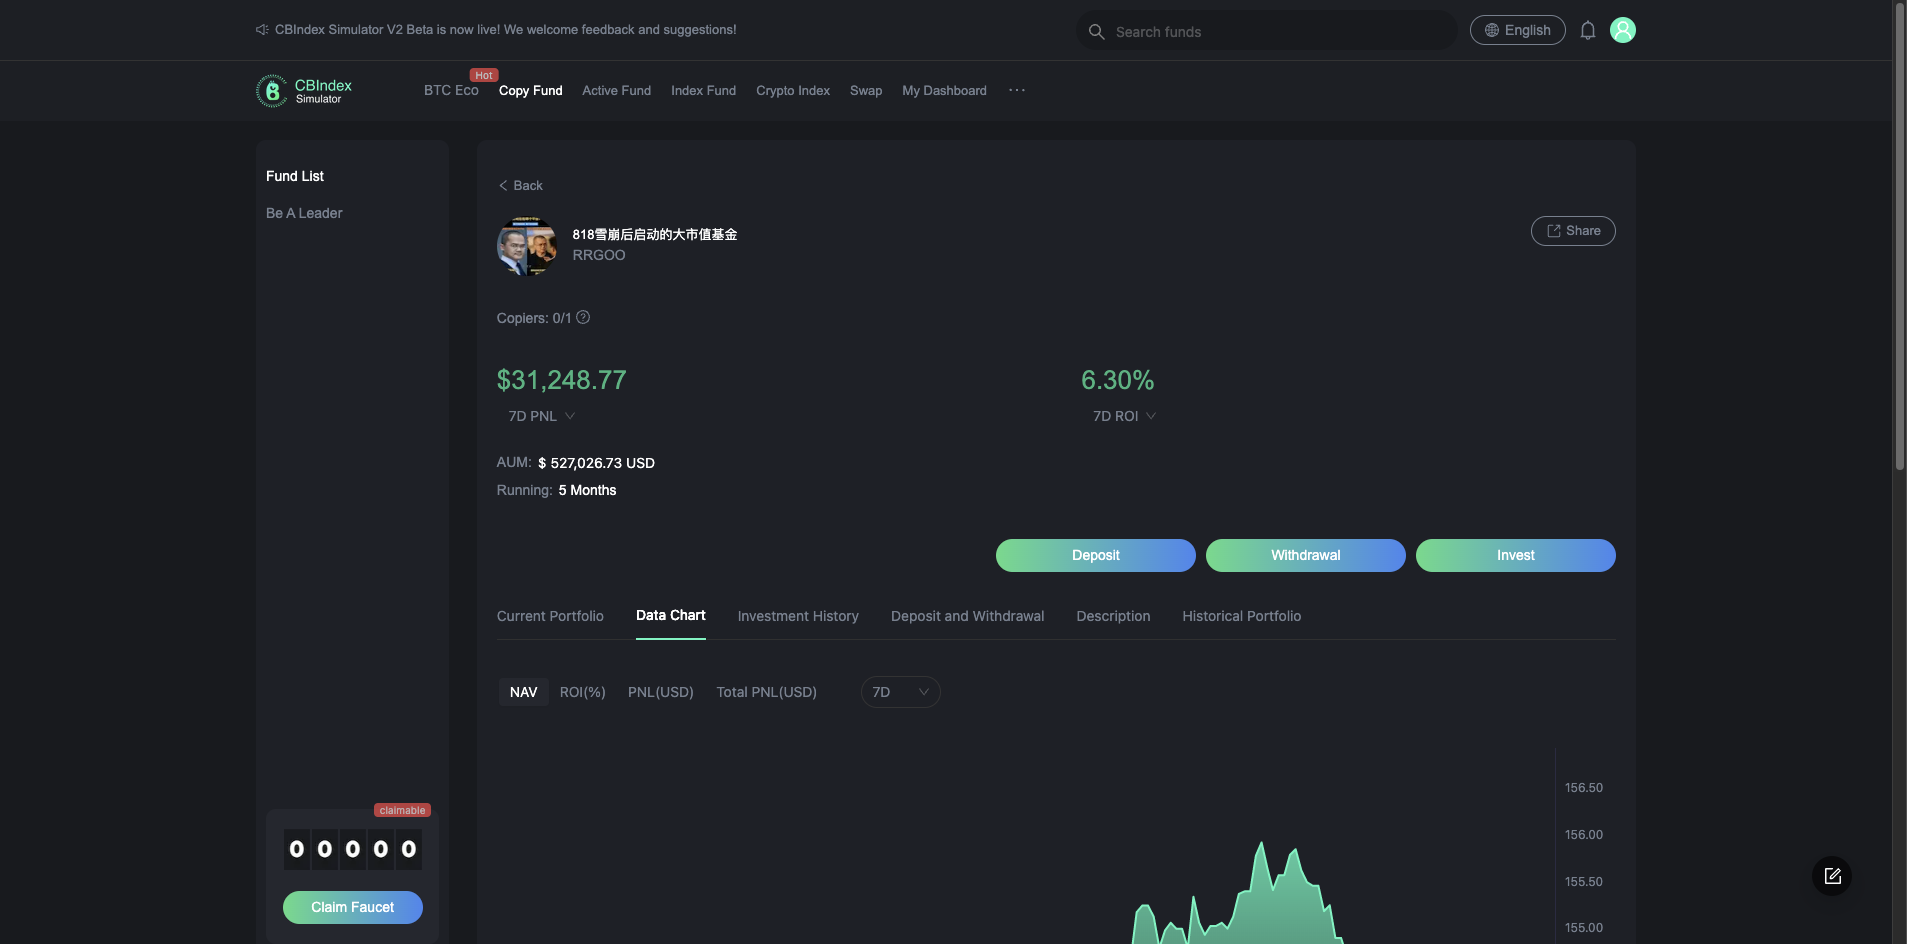 CBIndex Simulator V2 Beta is now live! We welcome feedback and suggestions!
Search funds
English
CBIndex
Simulator
BTC Eco
Hot
Copy Fund
Active Fund
Index Fund
Crypto Index
Swap
My Dashboard
Fund List
Be A Leader
Back
818雪崩后启动的大市值基金
RRGOO
Share
Copiers: 0/1
$31,248.77
7D PNL
6.30%
7D ROI
AUM: $ 527,026.73 USD
Running: 5 Months
Deposit
Withdrawal
Invest
Current Portfolio
Data Chart
Investment History
Deposit and Withdrawal
Description
Historical Portfolio
NAV
ROI(%)
PNL(USD)
Total PNL(USD)
7D
156.50
156.00
155.50
155.00
claimable
0 0 0 0 0
Claim Faucet